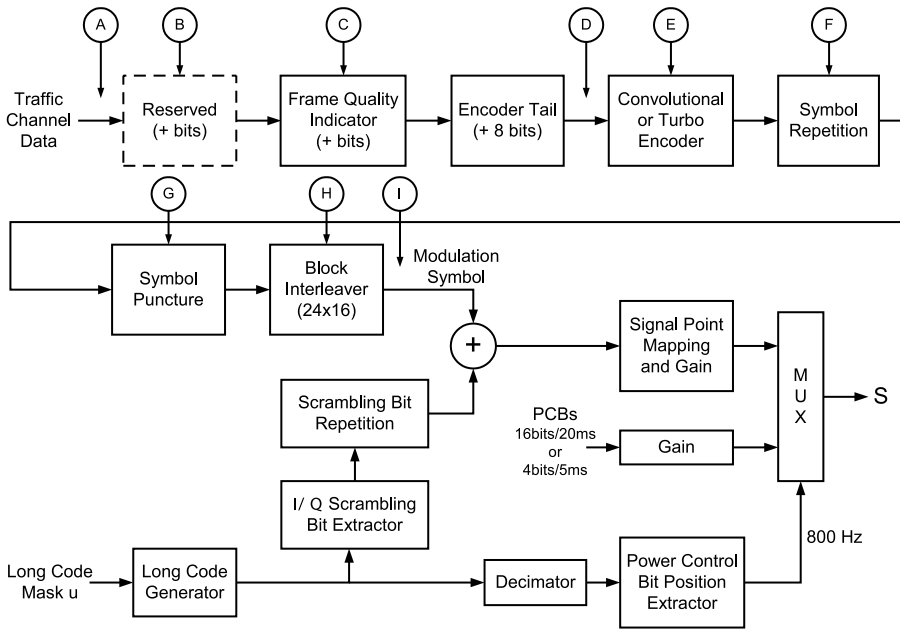 A
B
C
D
E
F
Traffic
Channel
Data
Reserved
(+ bits)
Frame Quality
Indicator
(+ bits)
Encoder Tail
(+ 8 bits)
Convolutional
or Turbo
Encoder
Symbol
Repetition
G
H
I
Symbol
Puncture
Block
Interleaver
(24x16)
Modulation
Symbol
+
Signal Point
Mapping
and Gain
M
U
X
S
Scrambling Bit
Repetition
PCBs
16bits/20ms
or
4bits/5ms
Gain
I/ Q Scrambling
Bit Extractor
800 Hz
Long Code
Mask u
Long Code
Generator
Decimator
Power Control
Bit Position
Extractor